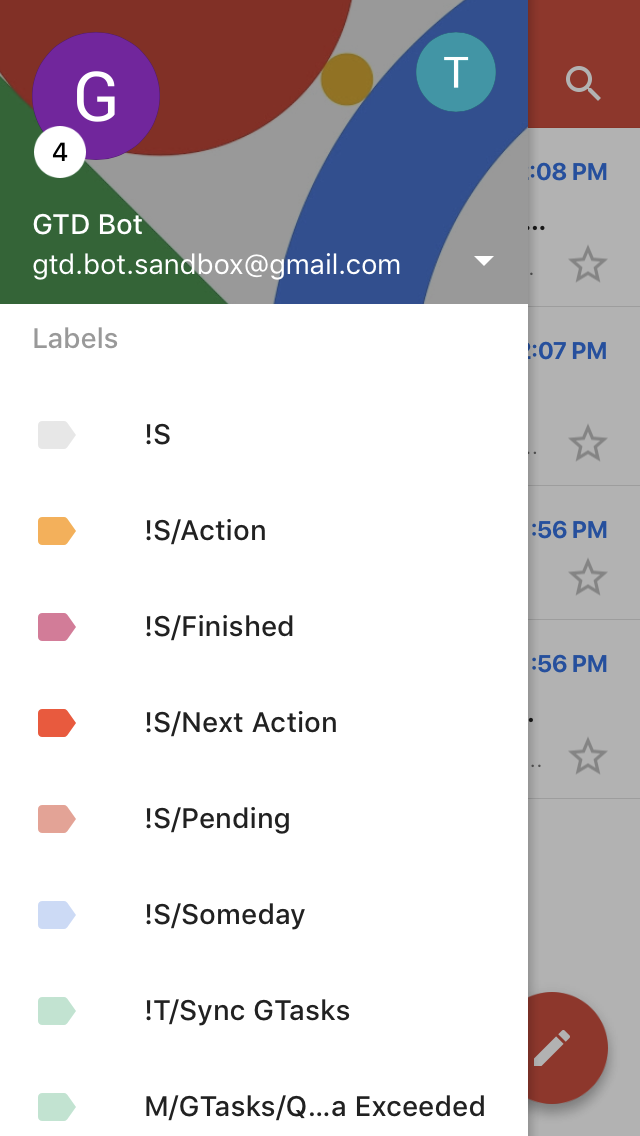 G
T
4
GTD Bot
gtd.bot.sandbox@gmail.com
:08 PM
...
Labels
!S
2:07 PM
!S/Action
:56 PM
!S/Finished
:56 PM
!S/Next Action
!S/Pending
!S/Someday
!T/Sync GTasks
M/GTasks/Q...a Exceeded